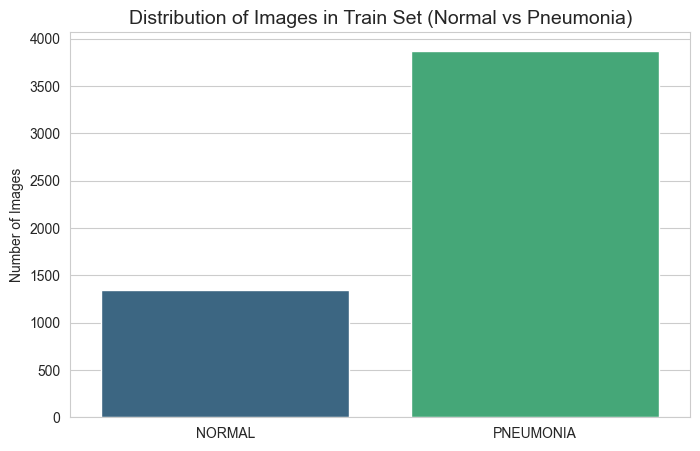 Distribution of Images in Train Set (Normal vs Pneumonia)
Number of Images
4000
3500
3000
2500
2000
1500
1000
500
0
NORMAL
PNEUMONIA